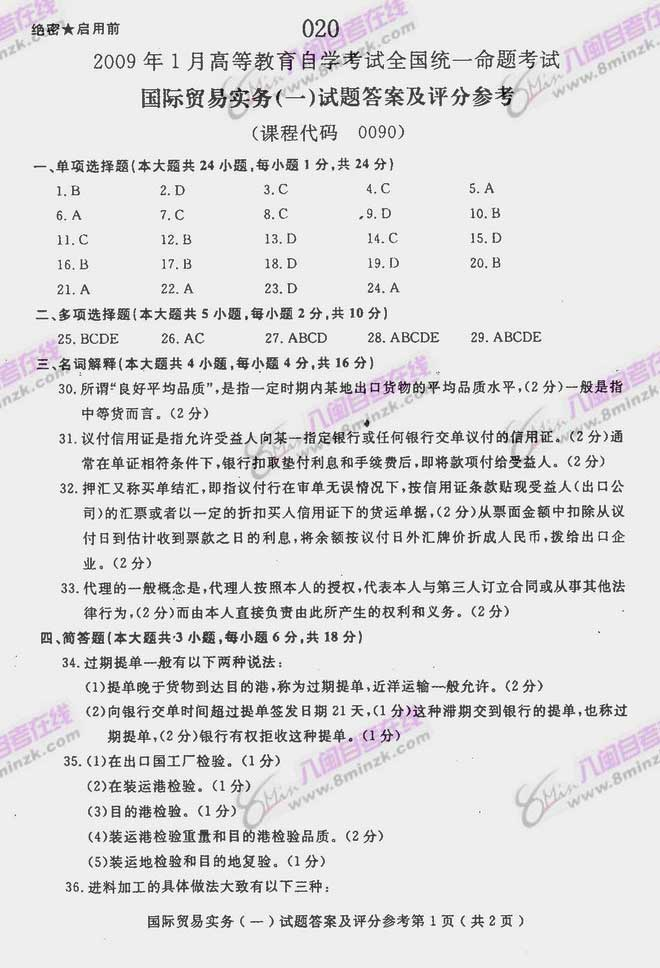 绝密★启用前
020
2009 年 1 月高等教育自学考试全国统一命题考试
国际贸易实务(一)试题答案及评分参考
(课程代码 0090)
一、单项选择题(本大题共 24 小题,每小题 1 分,共 24 分)
1. B 2. D 3. C 4. C 5. A
6. A 7. C 8. C 9. D 10. B
11. C 12. B 13. D 14. C 15. D
16. B 17. B 18. D 19. D 20. B
21. A 22. A 23. D 24. A
二、多项选择题(本大题共 5 小题,每小题 2 分,共 10 分)
25. BCDE 26. AC 27. ABCD 28. ABCDE 29. ABCDE
三、名词解释(本大题共 4 小题,每小题 4 分,共 16 分)
30. 所谓“良好平均品质”,是指一定时期内某地出口货物的平均品质水平,(2 分)一般是指
中等货而言。(2 分)
31. 议付信用证是指允许受益人向某一指定银行或任何银行交单议付的信用证。(2 分)通
常在单证相符条件下,银行扣取垫付利息和手续费后,即将款项付给受益人。(2 分)
32. 押汇又称买单结汇,即指议付行在审单无误情况下,按信用证条款贴现受益人(出口公
司)的汇票或者以一定的折扣买入信用证下的货运单据,(2 分)从票面金额中扣除从议
付日到估计收到票款之日的利息,将余额按议付日外汇牌价折成人民币,拨给出口企
业。(2 分)
33. 代理的一般概念是,代理人按照本人的授权,代表本人与第三人订立合同或从事其他法
律行为,(2 分)而由本人直接负责由此所产生的权利和义务。(2 分)
四、简答题(本大题共 3 小题,每小题 6 分,共 18 分)
34. 过期提单一般有以下两种说法:
(1)提单晚于货物到达目的港,称为过期提单,近洋运输一般允许。(2 分)
(2)向银行交单时间超过提单签发日期 21 天,(1 分)这种滞期交到银行的提单,也称过
期提单,(2 分)银行有权拒收这种提单。(1 分)
35. (1)在出口国工厂检验。(1 分)
(2)在装运港检验。(1 分)
(3)目的港检验。(1 分)
(4)装运港检验重量和目的港检验品质。(2 分)
(5)装运地检验和目的地复验。(1 分)
36. 进料加工的具体做法大致有以下三种:
国际贸易实务(一)试题答案及评分参考第 1 页(共 2 页)
八闽自考在线
www.8minzk.com